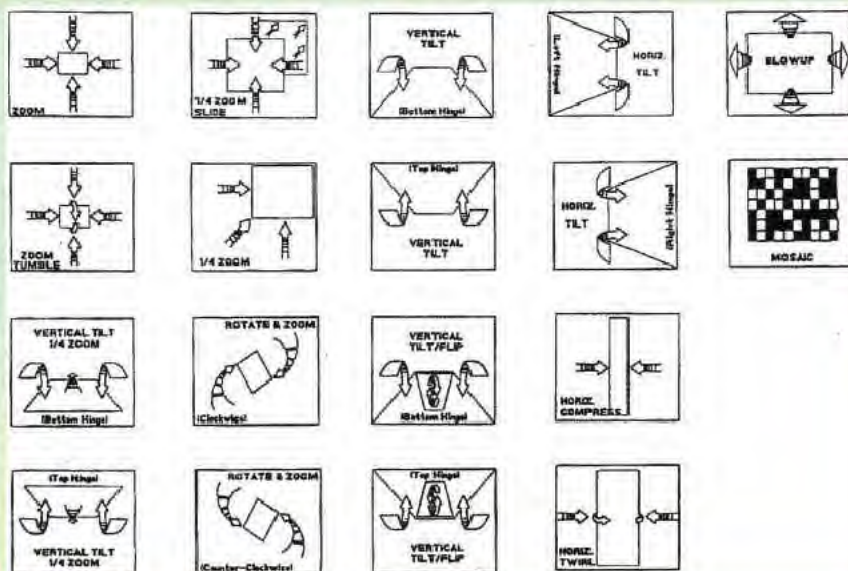 ZOOM
1/4 ZOOM
SLIDE
VERTICAL
TILT
(Bottom Hinge)
(Left Hinge)
HORIZ.
TILT
BLOWUP
ZOOM
TUMBLE
1/4 ZOOM
(Top Hinge)
VERTICAL
TILT
HORIZ.
TILT
(Right Hinge)
MOSAIC
VERTICAL TILT
1/4 ZOOM
(Bottom Hinge)
ROTATE & ZOOM
(Clockwise)
VERTICAL
TILT/FLIP
(Bottom Hinge)
HORIZ.
COMPRESS
(Top Hinge)
VERTICAL TILT
1/4 ZOOM
ROTATE & ZOOM
(Counter-Clockwise)
(Top Hinge)
VERTICAL
TILT/FLIP
HORIZ.
TWIRL